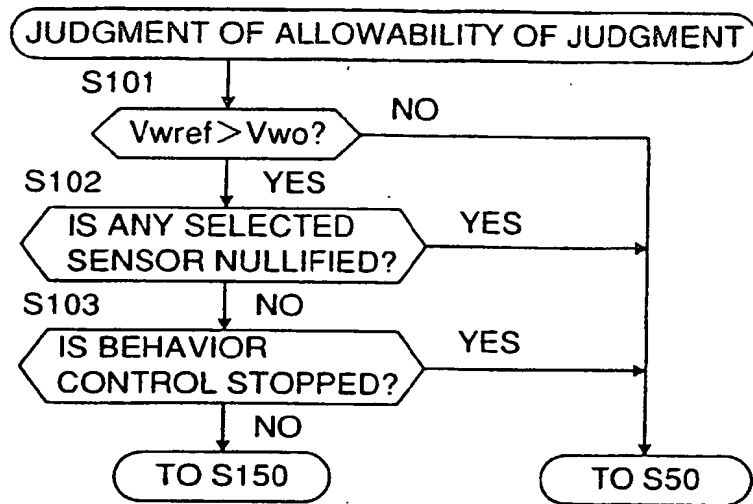 JUDGMENT OF ALLOWABILITY OF JUDGMENT
S101
Vwref>Vwo?
NO
S102
YES
IS ANY SELECTED
SENSOR NULLIFIED?
YES
S103
NO
IS BEHAVIOR
CONTROL STOPPED?
YES
NO
TO S150
TO S50